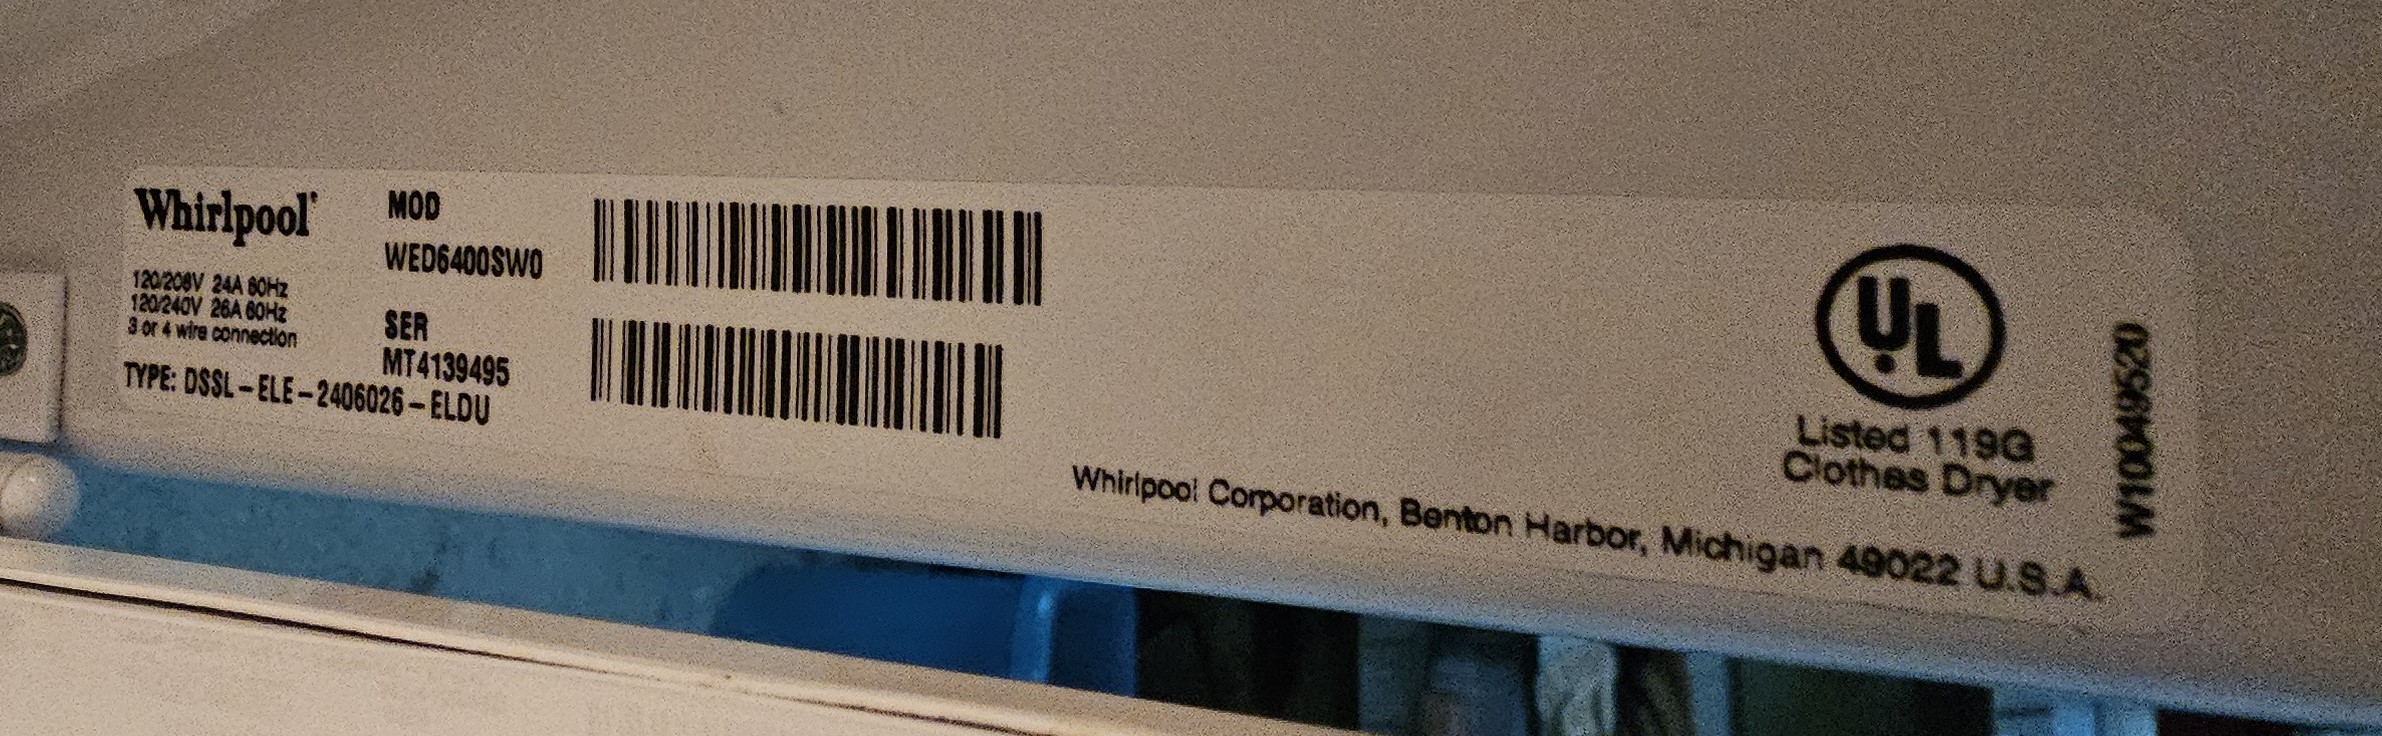 Whirlpool
120/208V 24A 60Hz
120/240V 26A 60Hz
3 or 4 wire connection
TYPE: DSSL-ELE-2406026-ELDU
MOD
WED6400SW0
SER
MT4139495
UL
Listed 119G
Clothes Dryer
W10049520
Whirlpool Corporation, Benton Harbor, Michigan 49022 U.S.A.